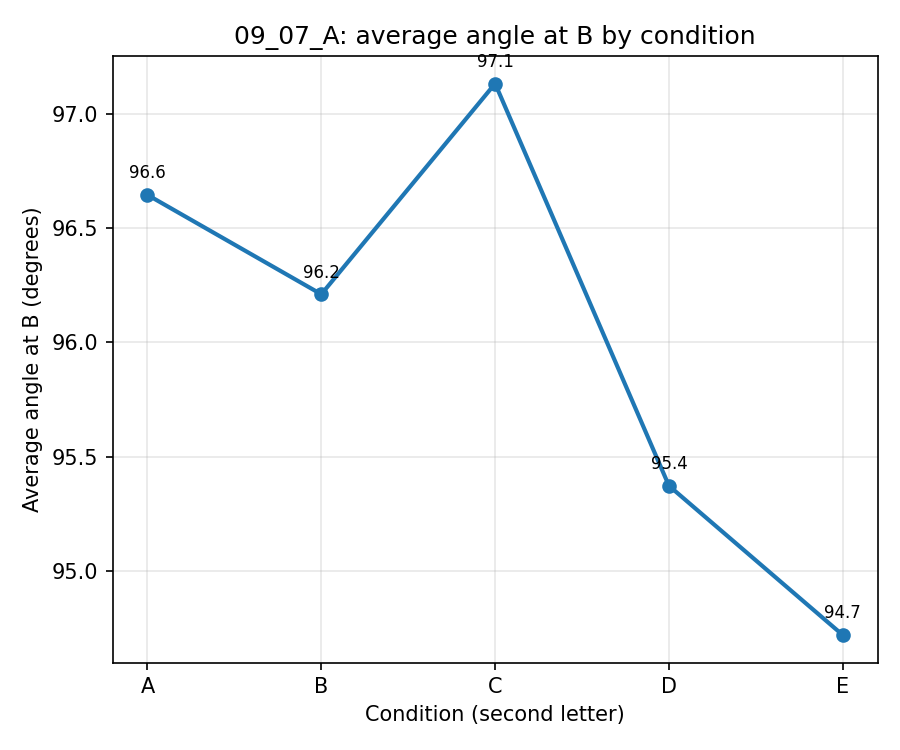 09_07_A: average angle at B by condition
97.1
97.0
96.6
96.5
96.2
96.0
95.5
95.4
95.0
94.7
Average angle at B (degrees)
A B C D E
Condition (second letter)